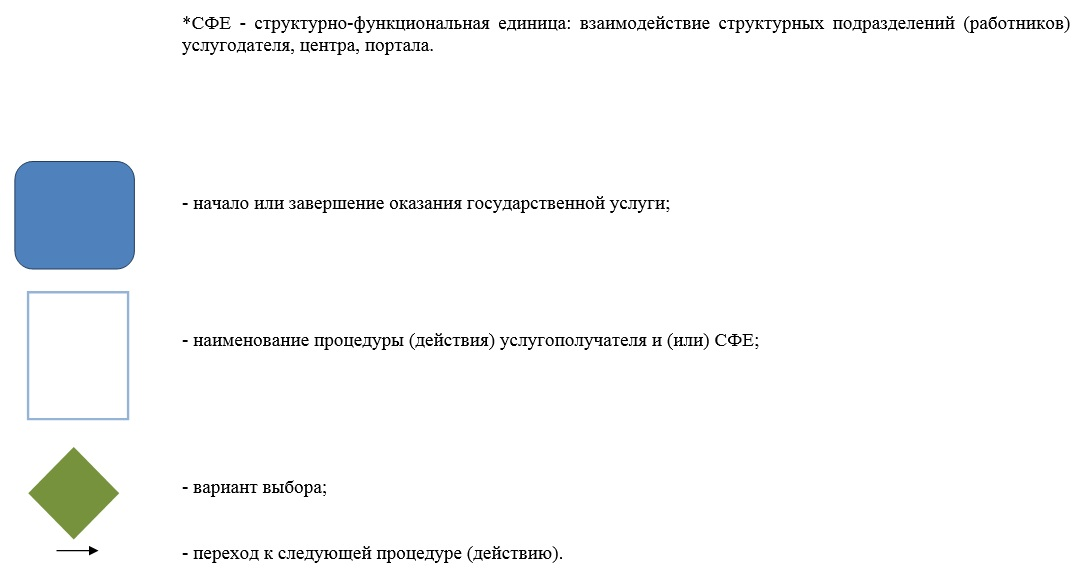 *СФЕ - структурно-функциональная единица: взаимодействие структурных подразделений (работников)
услугодателя, центра, портала.
- начало или завершение оказания государственной услуги;
- наименование процедуры (действия) услугополучателя и (или) СФЕ;
- вариант выбора;
- переход к следующей процедуре (действию).